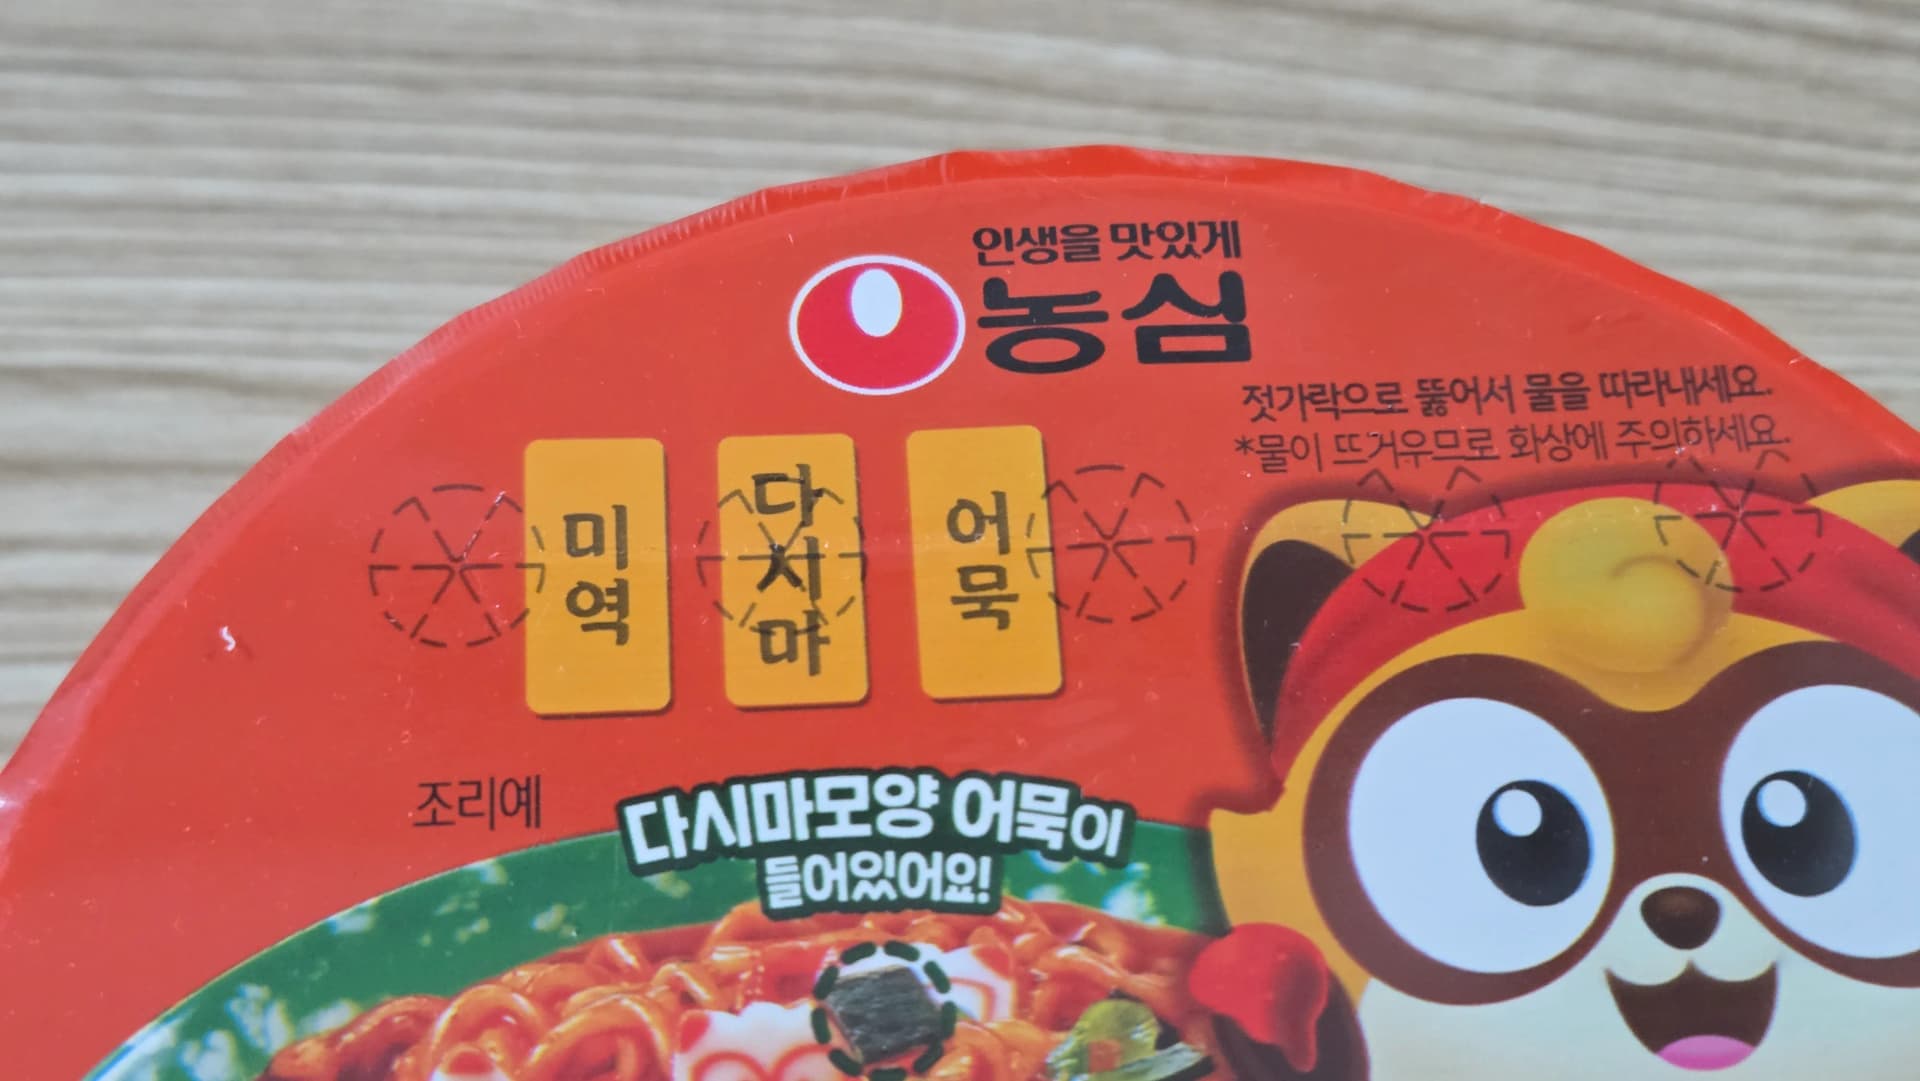 인생을 맛있게
농심
젓가락으로 뚫어서 물을 따라내세요.
*물이 뜨거우므로 화상에 주의하세요.
미역
다시마
어묵
조리예
다시마모양 어묵이
들어있어요!